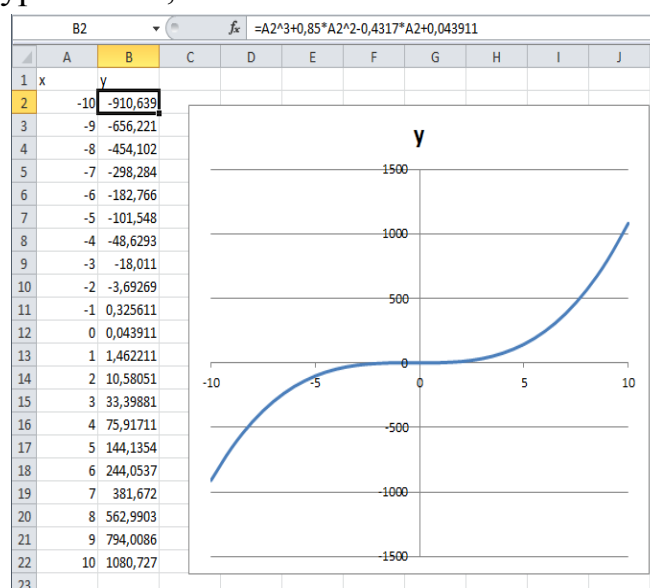 B2 fx =A2^3+0,85*A2^2-0,4317*A2+0,043911
A B C D E F G H I J
1 x y
2 -10 -910,639
3 -9 -656,221
4 -8 -454,102
5 -7 -298,284
6 -6 -182,766
7 -5 -101,548
8 -4 -48,6293
9 -3 -18,011
10 -2 -3,69269
11 -1 0,325611
12 0 0,043911
13 1 1,462211
14 2 10,58051
15 3 33,39881
16 4 75,91711
17 5 144,1354
18 6 244,0537
19 7 381,672
20 8 562,9903
21 9 794,0086
22 10 1080,727
23
y
1500
1000
500
0
-10 -5 0 5 10
-500
-1000
-1500